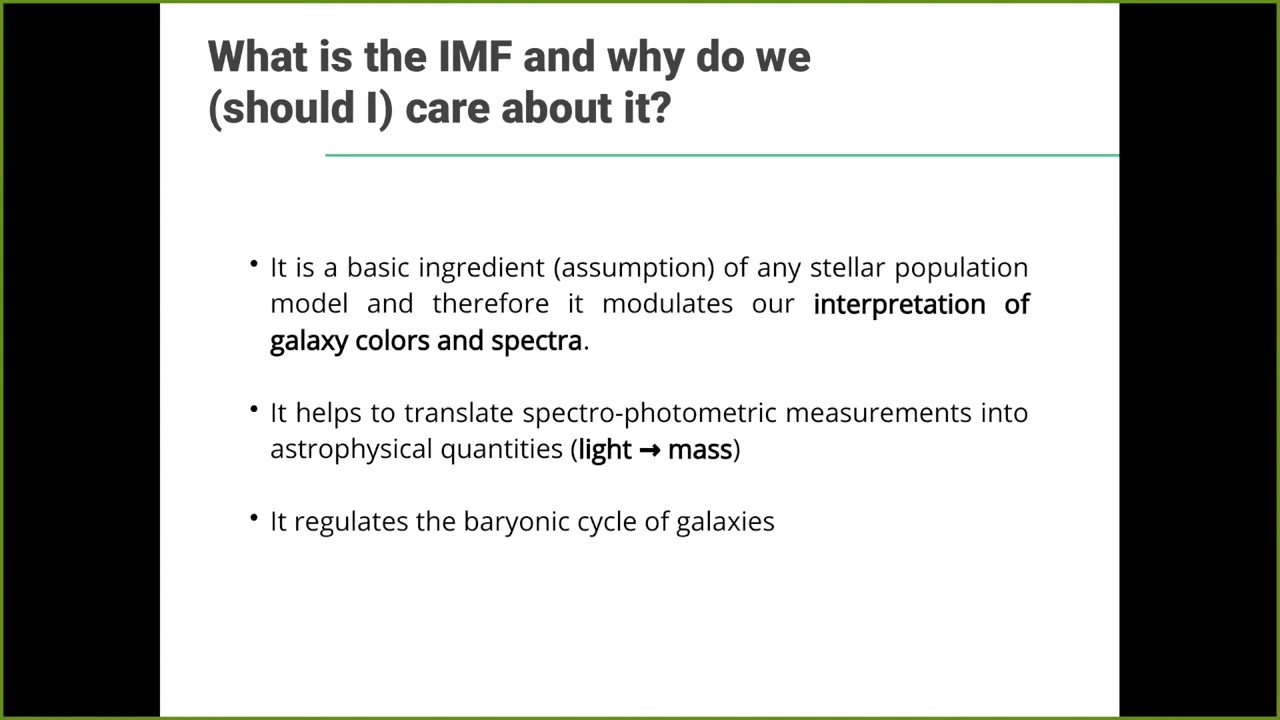 What is the IMF and why do we
(should I) care about it?
• It is a basic ingredient (assumption) of any stellar population
model and therefore it modulates our interpretation of
galaxy colors and spectra.
• It helps to translate spectro-photometric measurements into
astrophysical quantities (light → mass)
• It regulates the baryonic cycle of galaxies